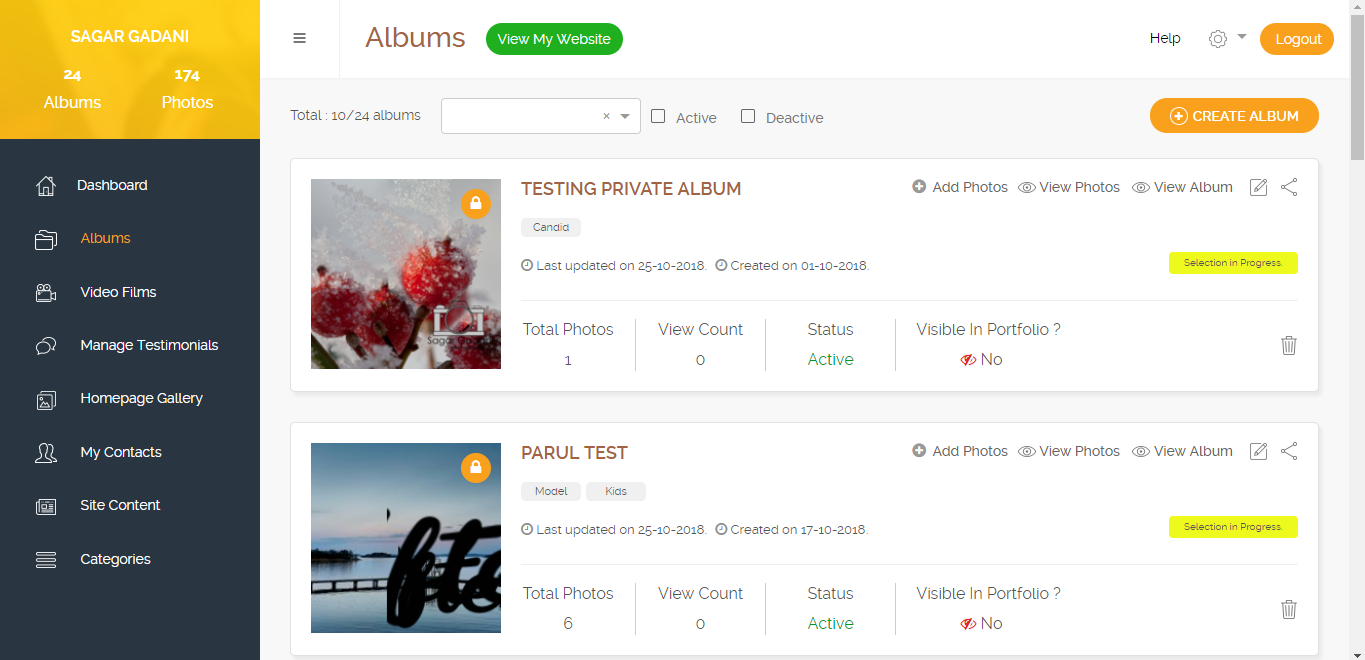 SAGAR GADANI
24 174
Albums Photos
Dashboard
Albums
Video Films
Manage Testimonials
Homepage Gallery
My Contacts
Site Content
Categories
Albums View My Website
Help Logout
Total : 10/24 albums × Active Deactive CREATE ALBUM
TESTING PRIVATE ALBUM Add Photos View Photos View Album
Candid
Last updated on 25-10-2018. Created on 01-10-2018. Selection in Progress.
Total Photos View Count Status Visible In Portfolio ?
1 0 Active No
PARUL TEST Add Photos View Photos View Album
Model Kids
Last updated on 25-10-2018. Created on 17-10-2018. Selection in Progress.
Total Photos View Count Status Visible In Portfolio ?
6 0 Active No